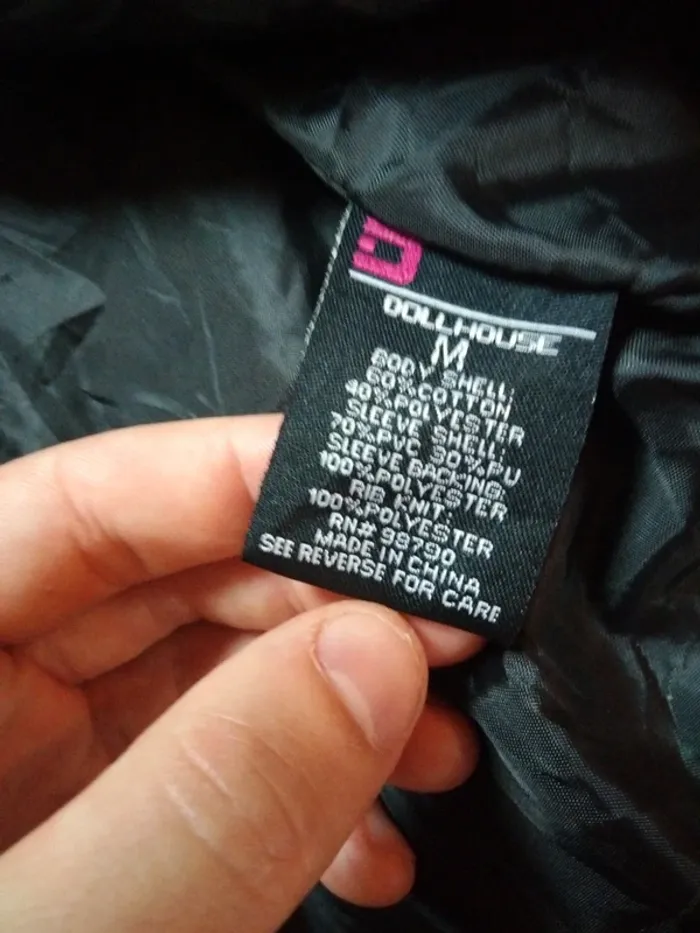 D
DOLLHOUSE
M
BODY SHELL:
60%COTTON
40%POLYESTER
SLEEVE SHELL:
70%PVC 30%PU
SLEEVE BACKING:
100%POLYESTER
RIB KNIT:
100%POLYESTER
RN# 99790
MADE IN CHINA
SEE REVERSE FOR CARE